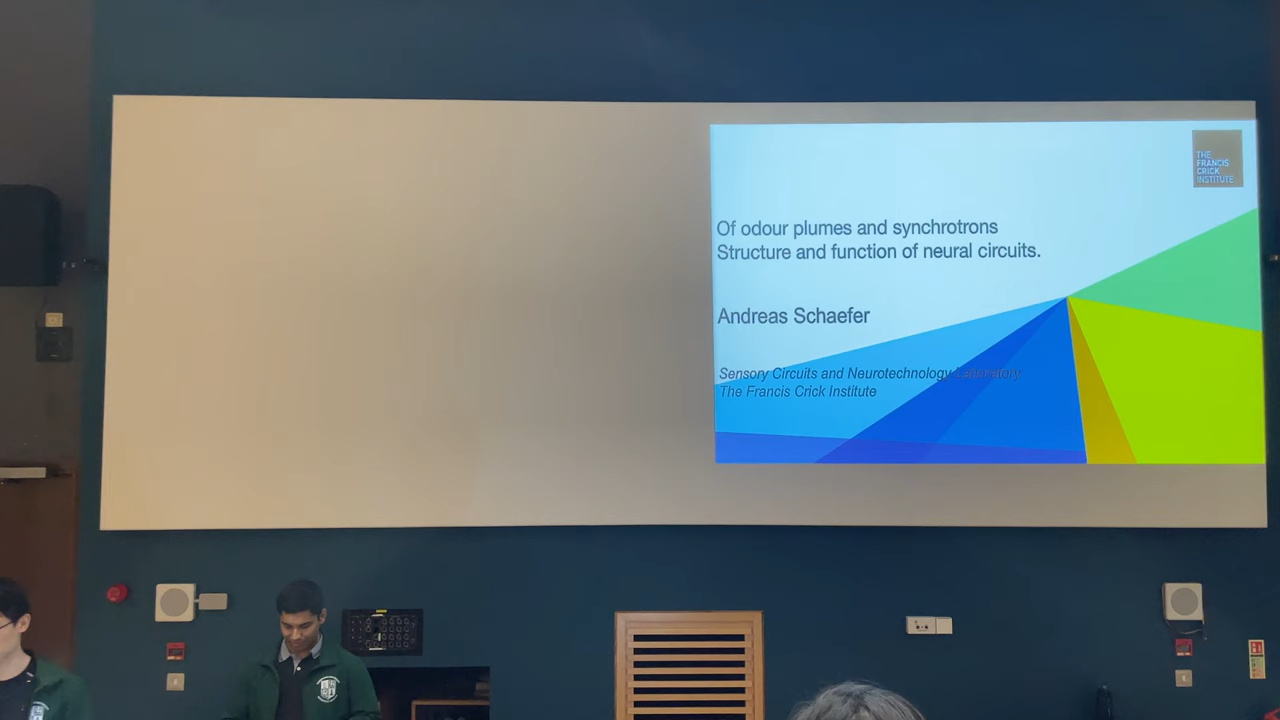 THE
FRANCIS
CRICK
INSTITUTE
Of odour plumes and synchrotrons
Structure and function of neural circuits.
Andreas Schaefer
Sensory Circuits and Neurotechnology Laboratory
The Francis Crick Institute